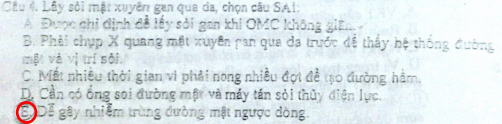 Câu 4. Lấy sỏi mật xuyên gan qua da, chọn câu SAI:
A. Được chỉ định để lấy sỏi gan khi OMC không giãn.
B. Phải chụp X quang mật xuyên gan qua da trước để thấy hệ thống đường
mật và vị trí sỏi.
C. Mất nhiều thời gian vì phải nong nhiều đợt để tạo đường hầm.
D. Cần có ống soi đường mật và máy tán sỏi thủy điện lực.
E. Dễ gây nhiễm trùng đường mật ngược dòng.